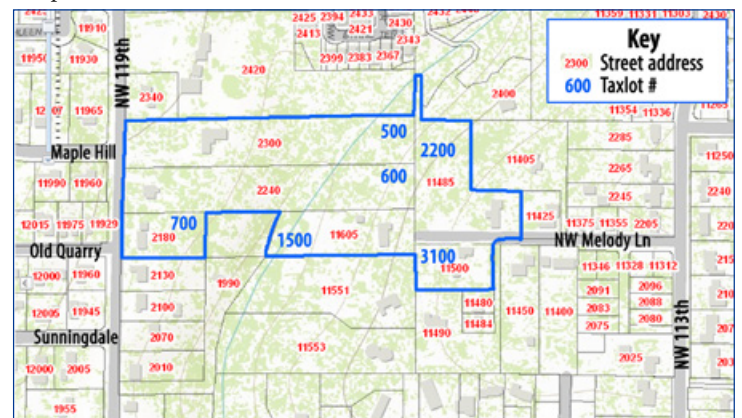 2425 2394 2433 2430
2413 2421 2343
2399 2383 2367
11910
11930
11965
NW 119th
2340
2420
2400
11359 11331 11303 2430
Key
2300 Street address
600 Taxlot #
11354 11336 11265
Maple Hill
2300
500
2200
2285
11405
2265
11250
11990 11960
2240
600
11485
2245
2240
12015 11975 11929
700
2180
1500
11605
11425
11375 11355 2205
Old Quarry
NW Melody Ln
12000 11960
2130
1990
3100
11500
11346 11328 11312
2091 2096
2100
11551
11480
11450 11400
2083 2088
12005 11945
11484
2075 2080
Sunningdale
2070
11553
11490
2025
NW 113th
12000 2005
2010
1955